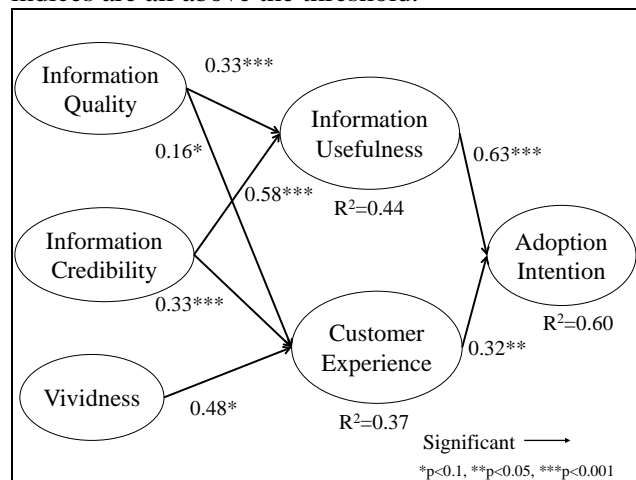 indices are all above the threshold.
Information
Quality
0.33***
Information
Usefulness
0.16*
0.63***
0.58***
R²=0.44
Information
Credibility
Adoption
Intention
0.33***
R²=0.60
Customer
Experience
0.32**
Vividness
0.48*
R²=0.37
Significant
*p<0.1, **p<0.05, ***p<0.001